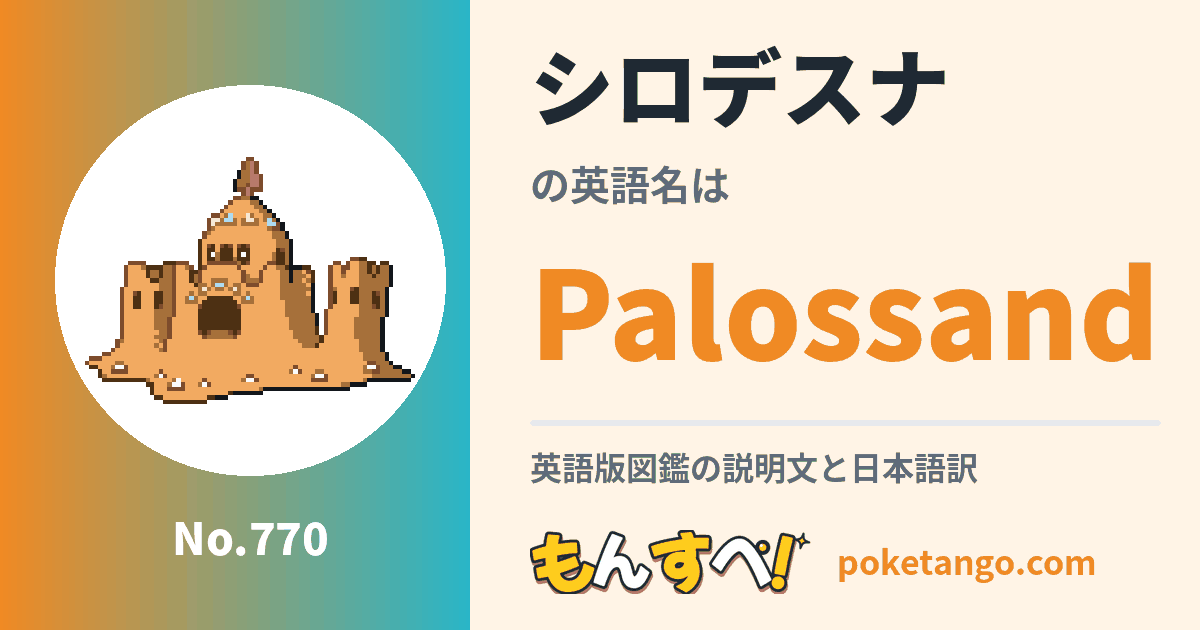 シロデスナ
の英語名は
Palossand
英語版図鑑の説明文と日本語訳
もんすぺ!
poketango.com
No.770